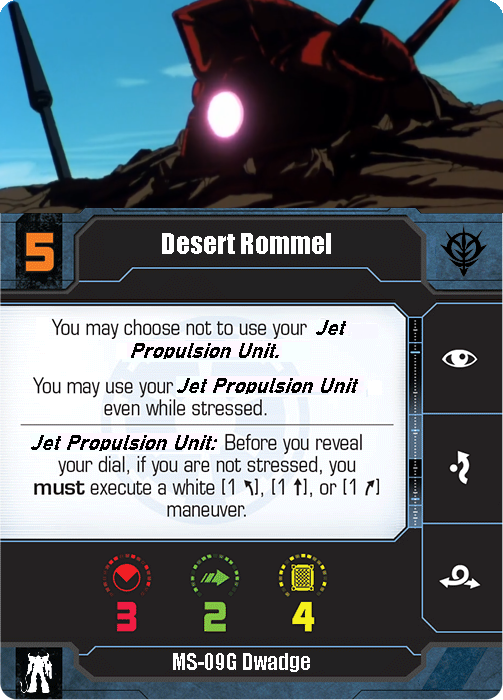 5
Desert Rommel
You may choose not to use your Jet
Propulsion Unit.
You may use your Jet Propulsion Unit
even while stressed.
Jet Propulsion Unit: Before you reveal
your dial, if you are not stressed, you
must execute a white [1 ↰], [1 ↑], or [1 ↱]
maneuver.
3 2 4
MS-09G Dwadge